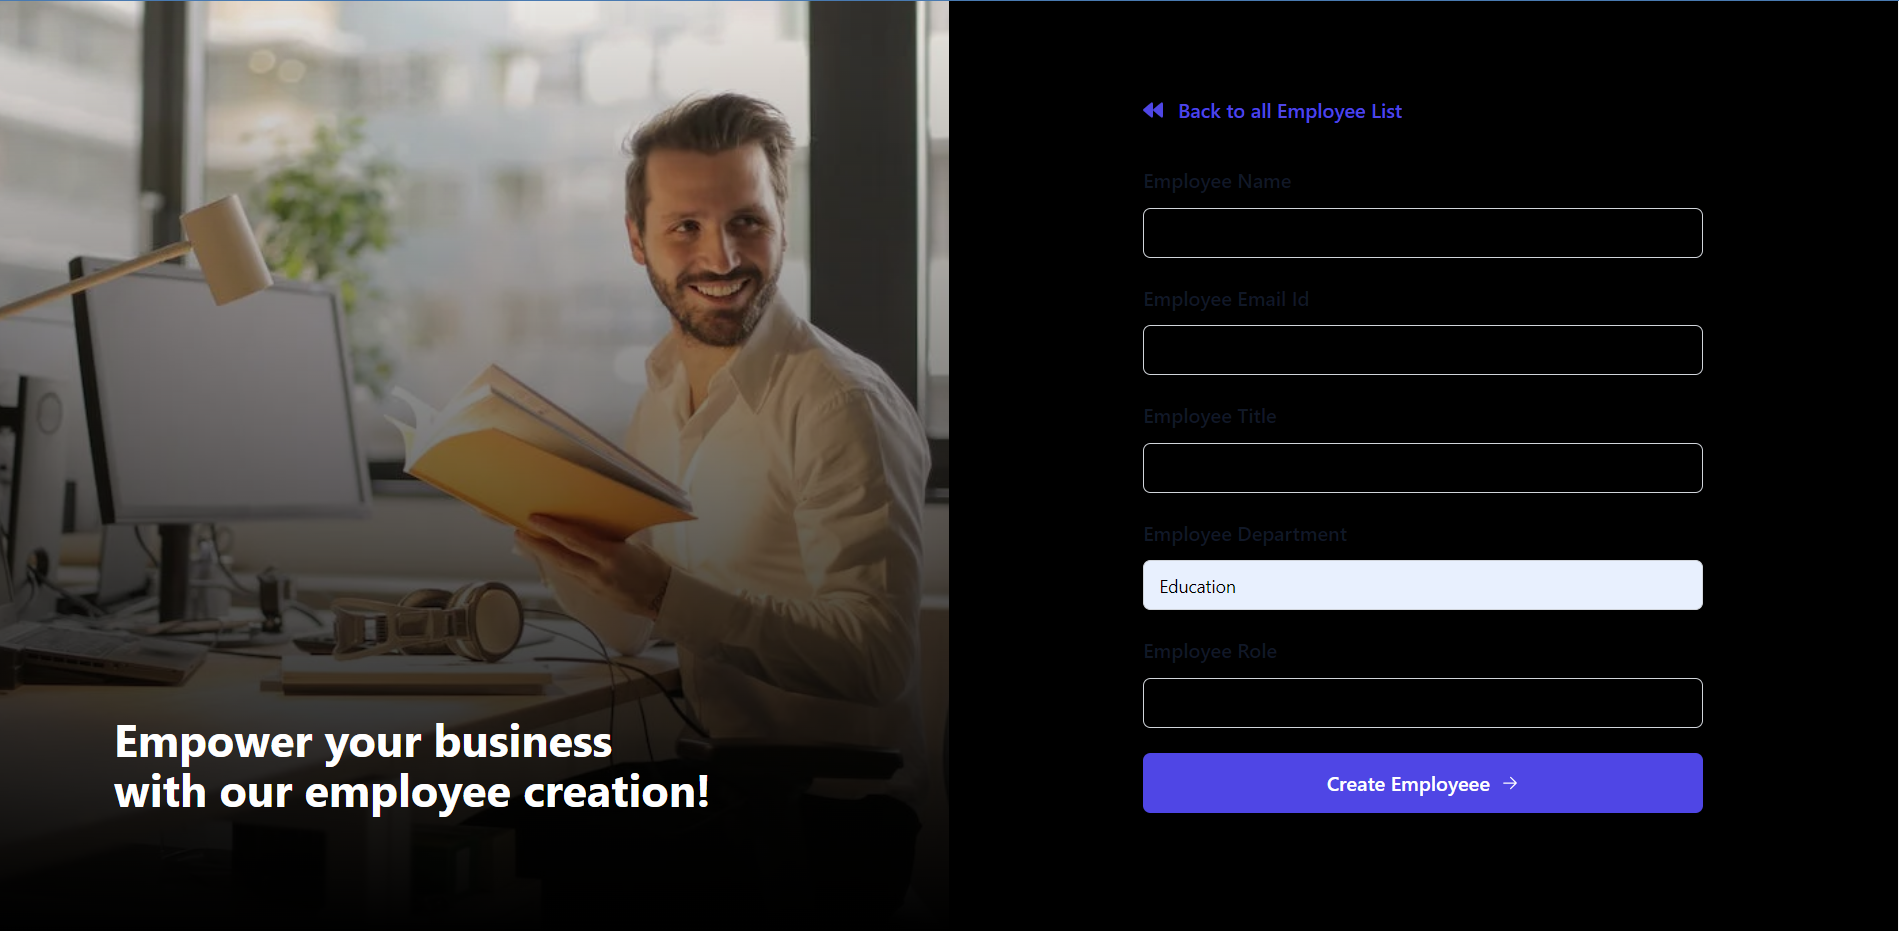 Empower your business
with our employee creation!
Back to all Employee List
Employee Name
Employee Email Id
Employee Title
Employee Department
Education
Employee Role
Create Employeee